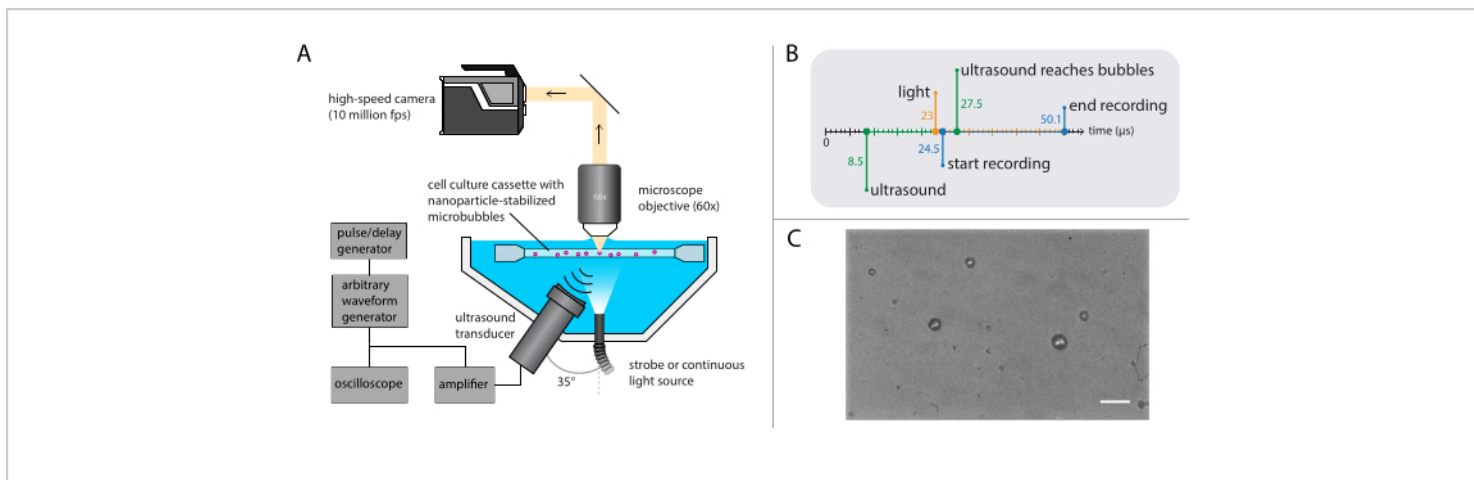 A
high-speed camera
(10 million fps)
60x
cell culture cassette with
nanoparticle-stabilized
microbubbles
microscope
objective (60x)
pulse/delay
generator
arbitrary
waveform
generator
ultrasound
transducer
oscilloscope
amplifier
35°
strobe or continuous
light source
B
ultrasound reaches bubbles
light
27.5
end recording
23
50.1
0
time (µs)
8.5
24.5
start recording
ultrasound
C